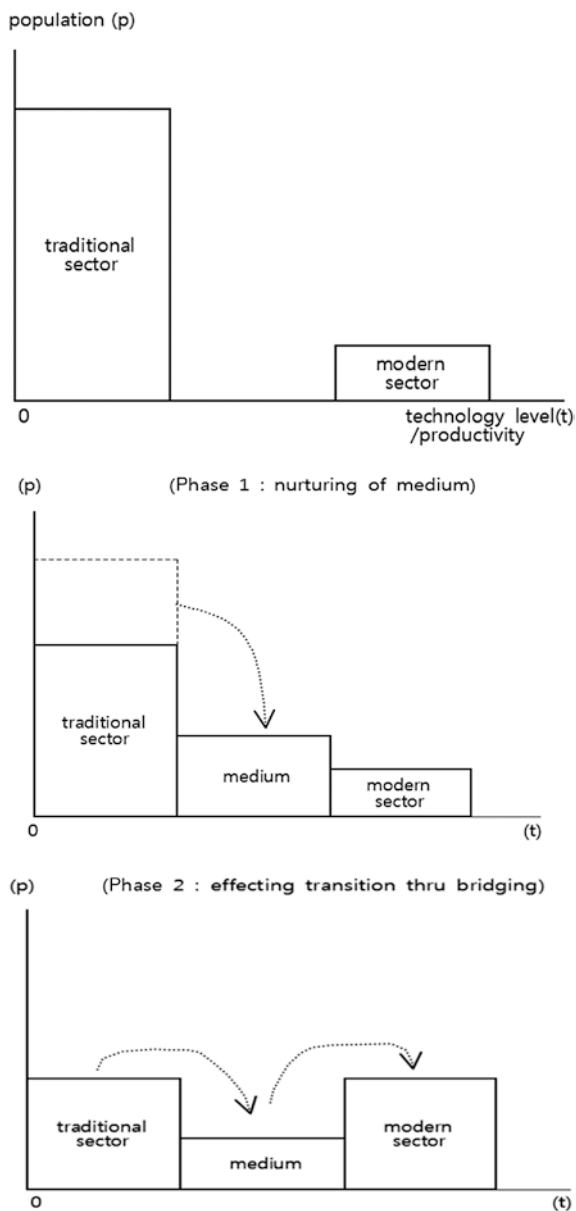 population (p)
traditional
sector
modern
sector
0
technology level(t)
/productivity
(p)
(Phase 1 : nurturing of medium)
traditional
sector
medium
modern
sector
0
(t)
(p)
(Phase 2 : effecting transition thru bridging)
traditional
sector
medium
modern
sector
0
(t)